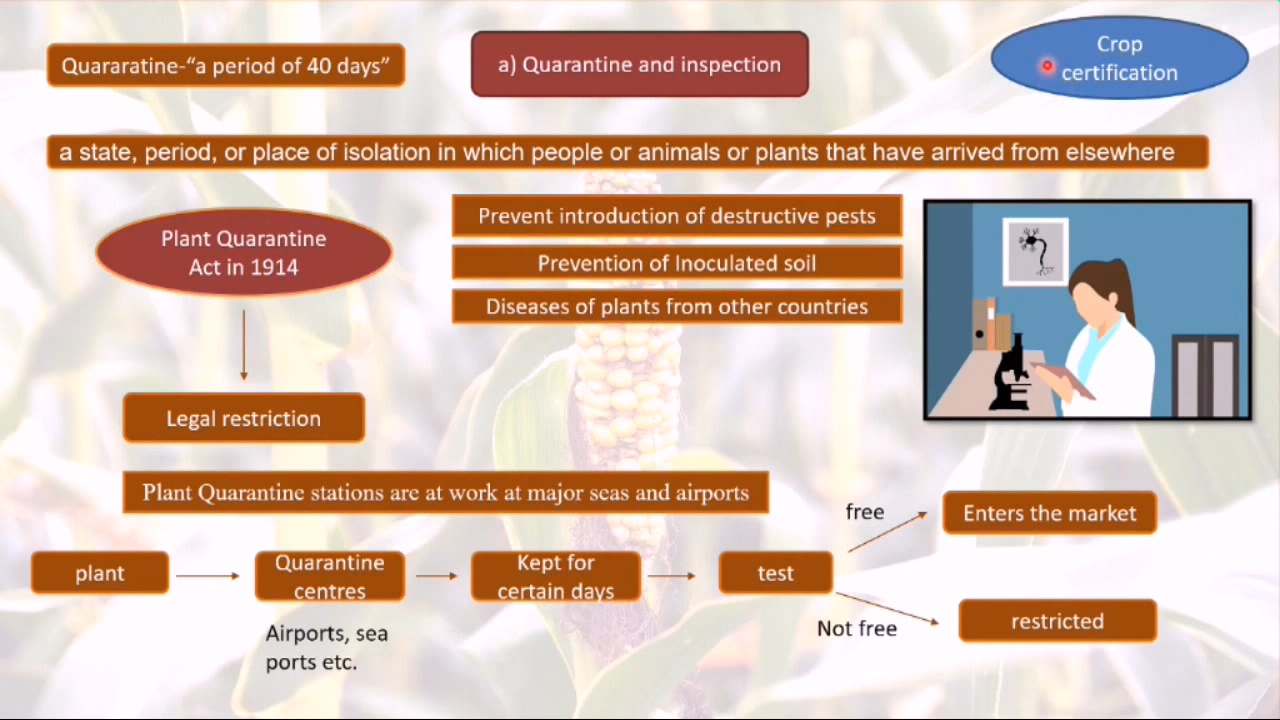 Quararatine-“a period of 40 days”
a) Quarantine and inspection
Crop
certification
a state, period, or place of isolation in which people or animals or plants that have arrived from elsewhere
Plant Quarantine
Act in 1914
Prevent introduction of destructive pests
Prevention of Inoculated soil
Diseases of plants from other countries
Legal restriction
Plant Quarantine stations are at work at major seas and airports
free
Enters the market
plant
Quarantine
centres
Kept for
certain days
test
Not free
restricted
Airports, sea
ports etc.